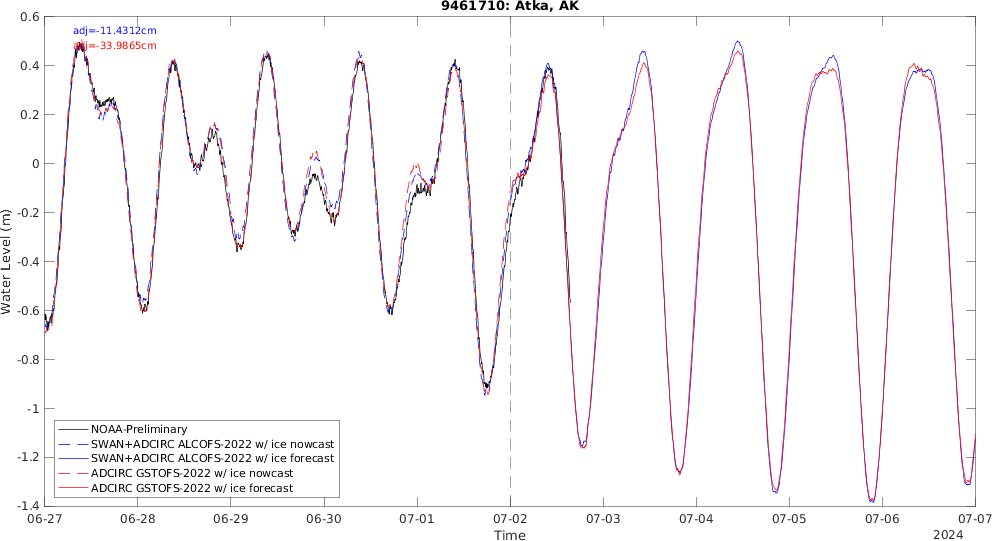 9461710: Atka, AK
adj=-11.4312cm
adj=-33.9865cm
0.6
0.4
0.2
0
-0.2
-0.4
-0.6
-0.8
-1
-1.2
-1.4
Water Level (m)
NOAA-Preliminary
SWAN+ADCIRC ALCOFS-2022 w/ ice nowcast
SWAN+ADCIRC ALCOFS-2022 w/ ice forecast
ADCIRC GSTOFS-2022 w/ ice nowcast
ADCIRC GSTOFS-2022 w/ ice forecast
06-27 06-28 06-29 06-30 07-01 07-02 07-03 07-04 07-05 07-06 07-07
Time
2024